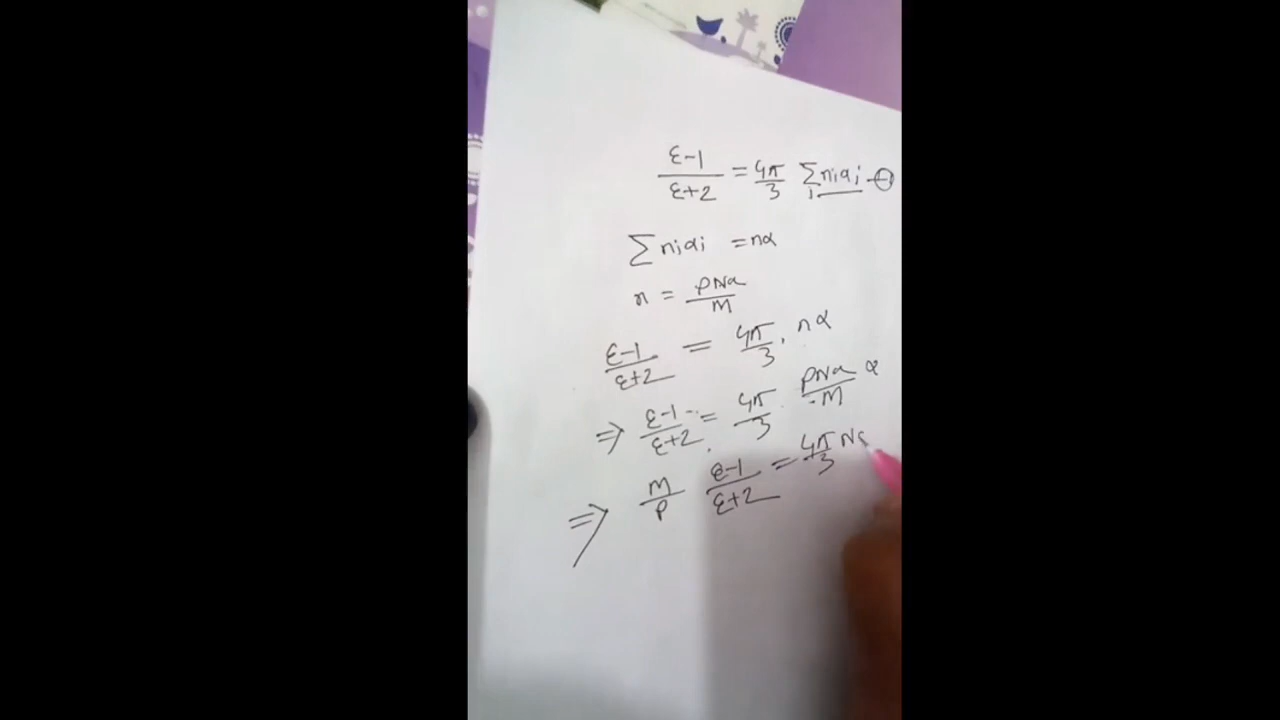 ε-1/ε+2 = 4π/3 ∑i niαi -①
∑ niαi = nα
n = ρNa/M
ε-1/ε+2 = 4π/3 . nα
⇒ ε-1/ε+2 = 4π/3 ρNa/M α
⇒ M/ρ ε-1/ε+2 = 4π/3 Na